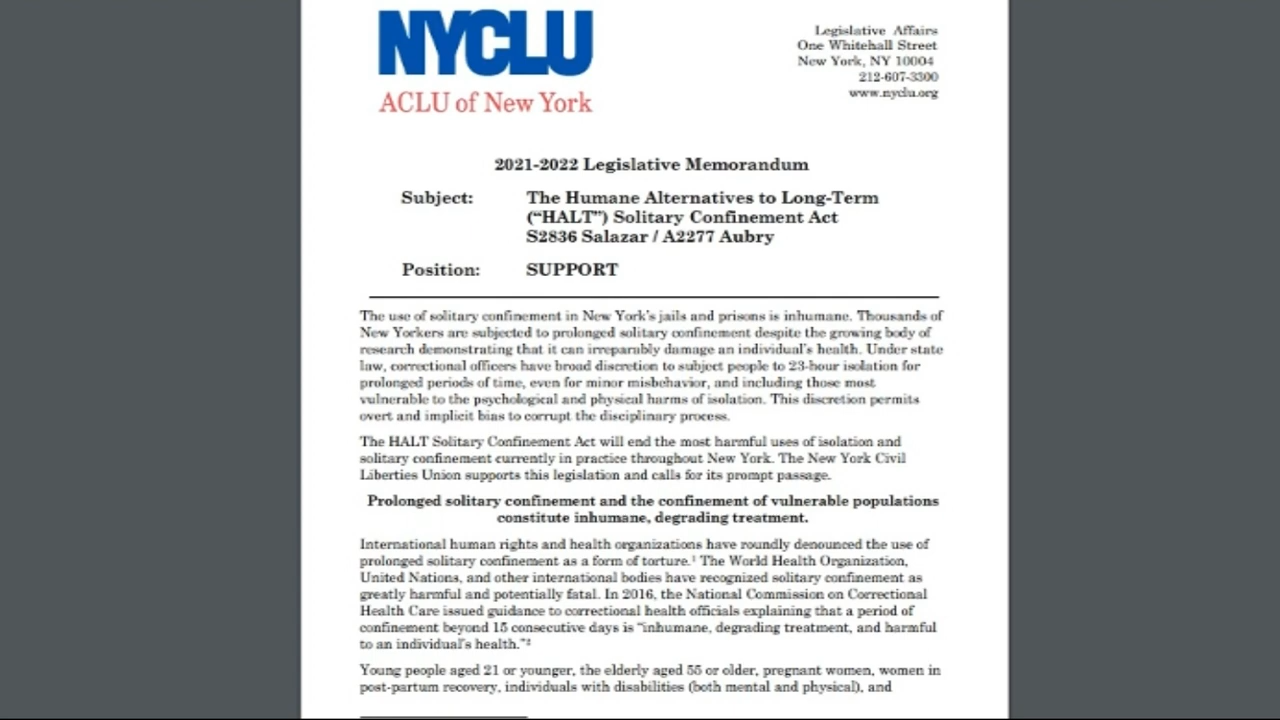 NYCLU
ACLU of New York
Legislative Affairs
One Whitehall Street
New York, NY 10004
212-607-3300
www.nyclu.org
2021-2022 Legislative Memorandum
Subject: The Humane Alternatives to Long-Term
("HALT") Solitary Confinement Act
S2836 Salazar / A2277 Aubry
Position: SUPPORT
The use of solitary confinement in New York's jails and prisons is inhumane. Thousands of
New Yorkers are subjected to prolonged solitary confinement despite the growing body of
research demonstrating that it can irreparably damage an individual's health. Under state
law, correctional officers have broad discretion to subject people to 23-hour isolation for
prolonged periods of time, even for minor misbehavior, and including those most
vulnerable to the psychological and physical harms of isolation. This discretion permits
overt and implicit bias to corrupt the disciplinary process.
The HALT Solitary Confinement Act will end the most harmful uses of isolation and
solitary confinement currently in practice throughout New York. The New York Civil
Liberties Union supports this legislation and calls for its prompt passage.
Prolonged solitary confinement and the confinement of vulnerable populations
constitute inhumane, degrading treatment.
International human rights and health organizations have roundly denounced the use of
prolonged solitary confinement as a form of torture.¹ The World Health Organization,
United Nations, and other international bodies have recognized solitary confinement as
greatly harmful and potentially fatal. In 2016, the National Commission on Correctional
Health Care issued guidance to correctional health officials explaining that a period of
confinement beyond 15 consecutive days is "inhumane, degrading treatment, and harmful
to an individual's health."²
Young people aged 21 or younger, the elderly aged 55 or older, pregnant women, women in
post-partum recovery, individuals with disabilities (both mental and physical), and